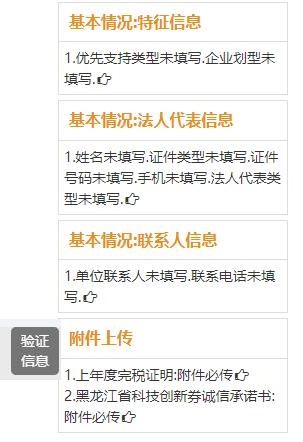 基本情况:特征信息
1.优先支持类型未填写.企业划型未
填写.
基本情况:法人代表信息
1.姓名未填写.证件类型未填写.证件
号码未填写.手机未填写.法人代表类
型未填写.
基本情况:联系人信息
1.单位联系人未填写.联系电话未填
写.
验证
信息
附件上传
1.上年度完税证明:附件必传
2.黑龙江省科技创新券诚信承诺书:
附件必传